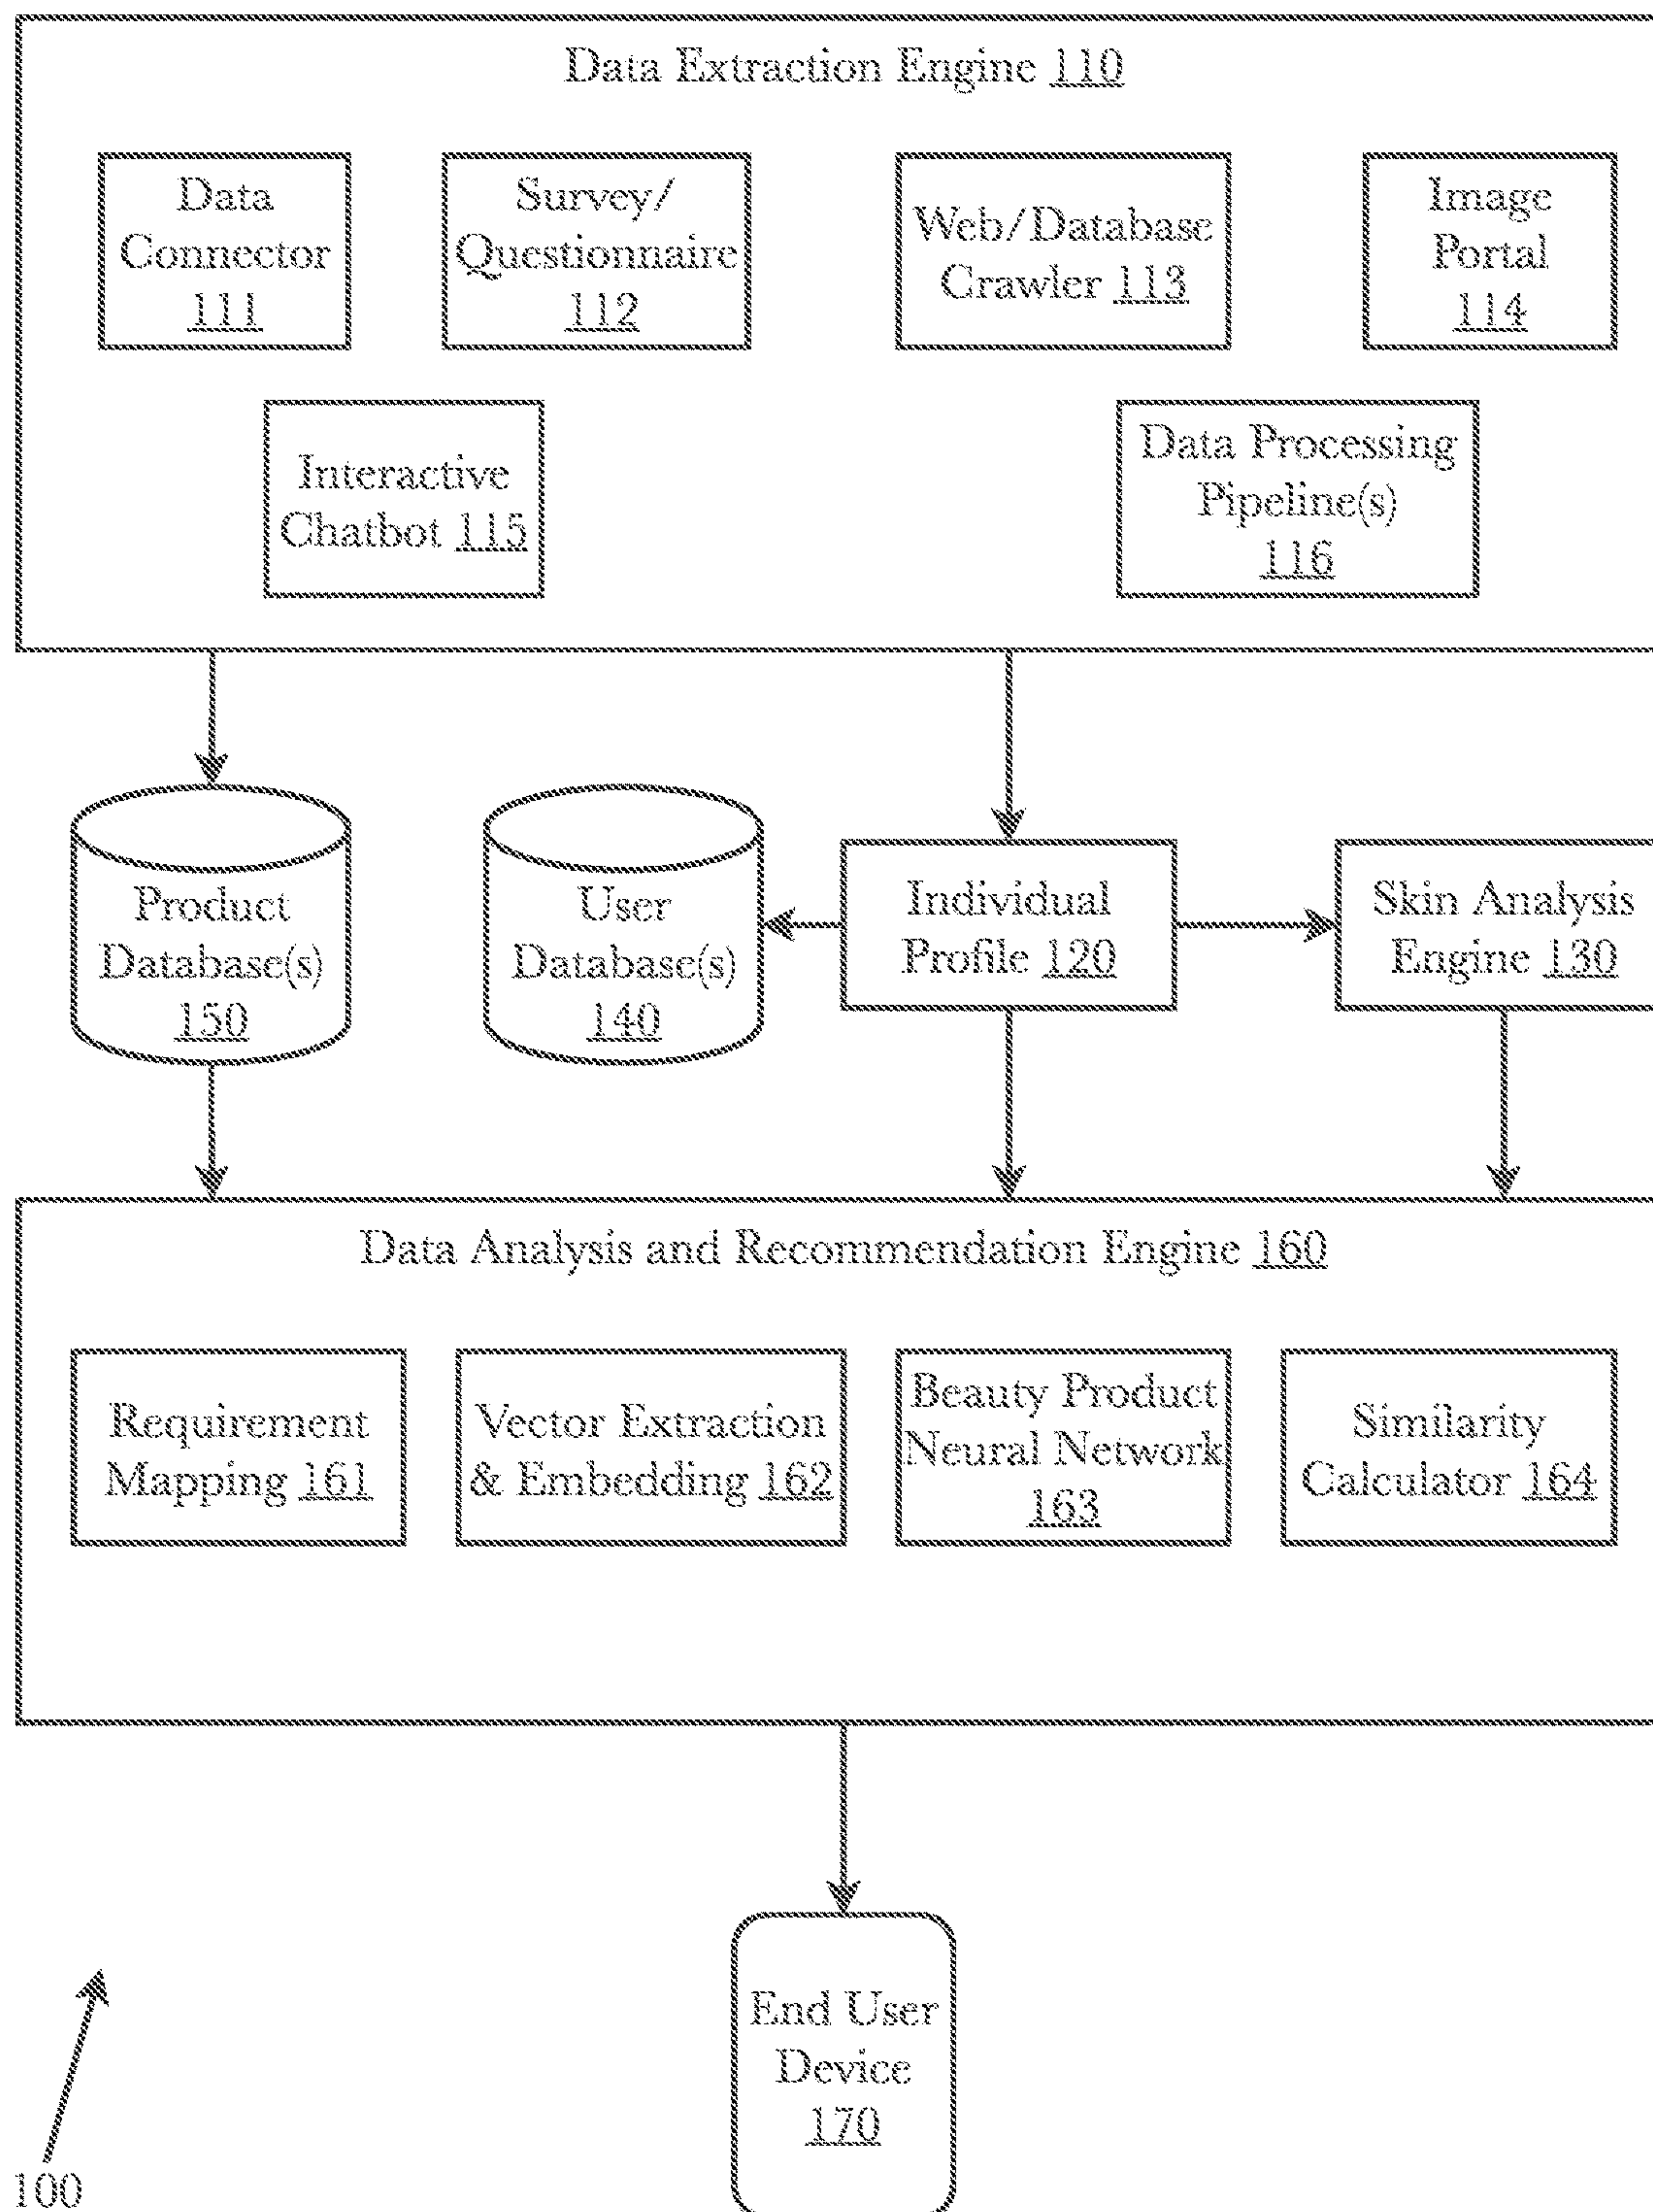 Data Extraction Engine 110
Data
Connector
111
Survey/
Questionnaire
112
Web/Database
Crawler 113
Image
Portal
114
Interactive
Chatbot 115
Data Processing
Pipeline(s)
116
Product
Database(s)
150
User
Database(s)
140
Individual
Profile 120
Skin Analysis
Engine 130
Data Analysis and Recommendation Engine 160
Requirement
Mapping 161
Vector Extraction
& Embedding 162
Beauty Product
Neural Network
163
Similarity
Calculator 164
End User
Device
170
100